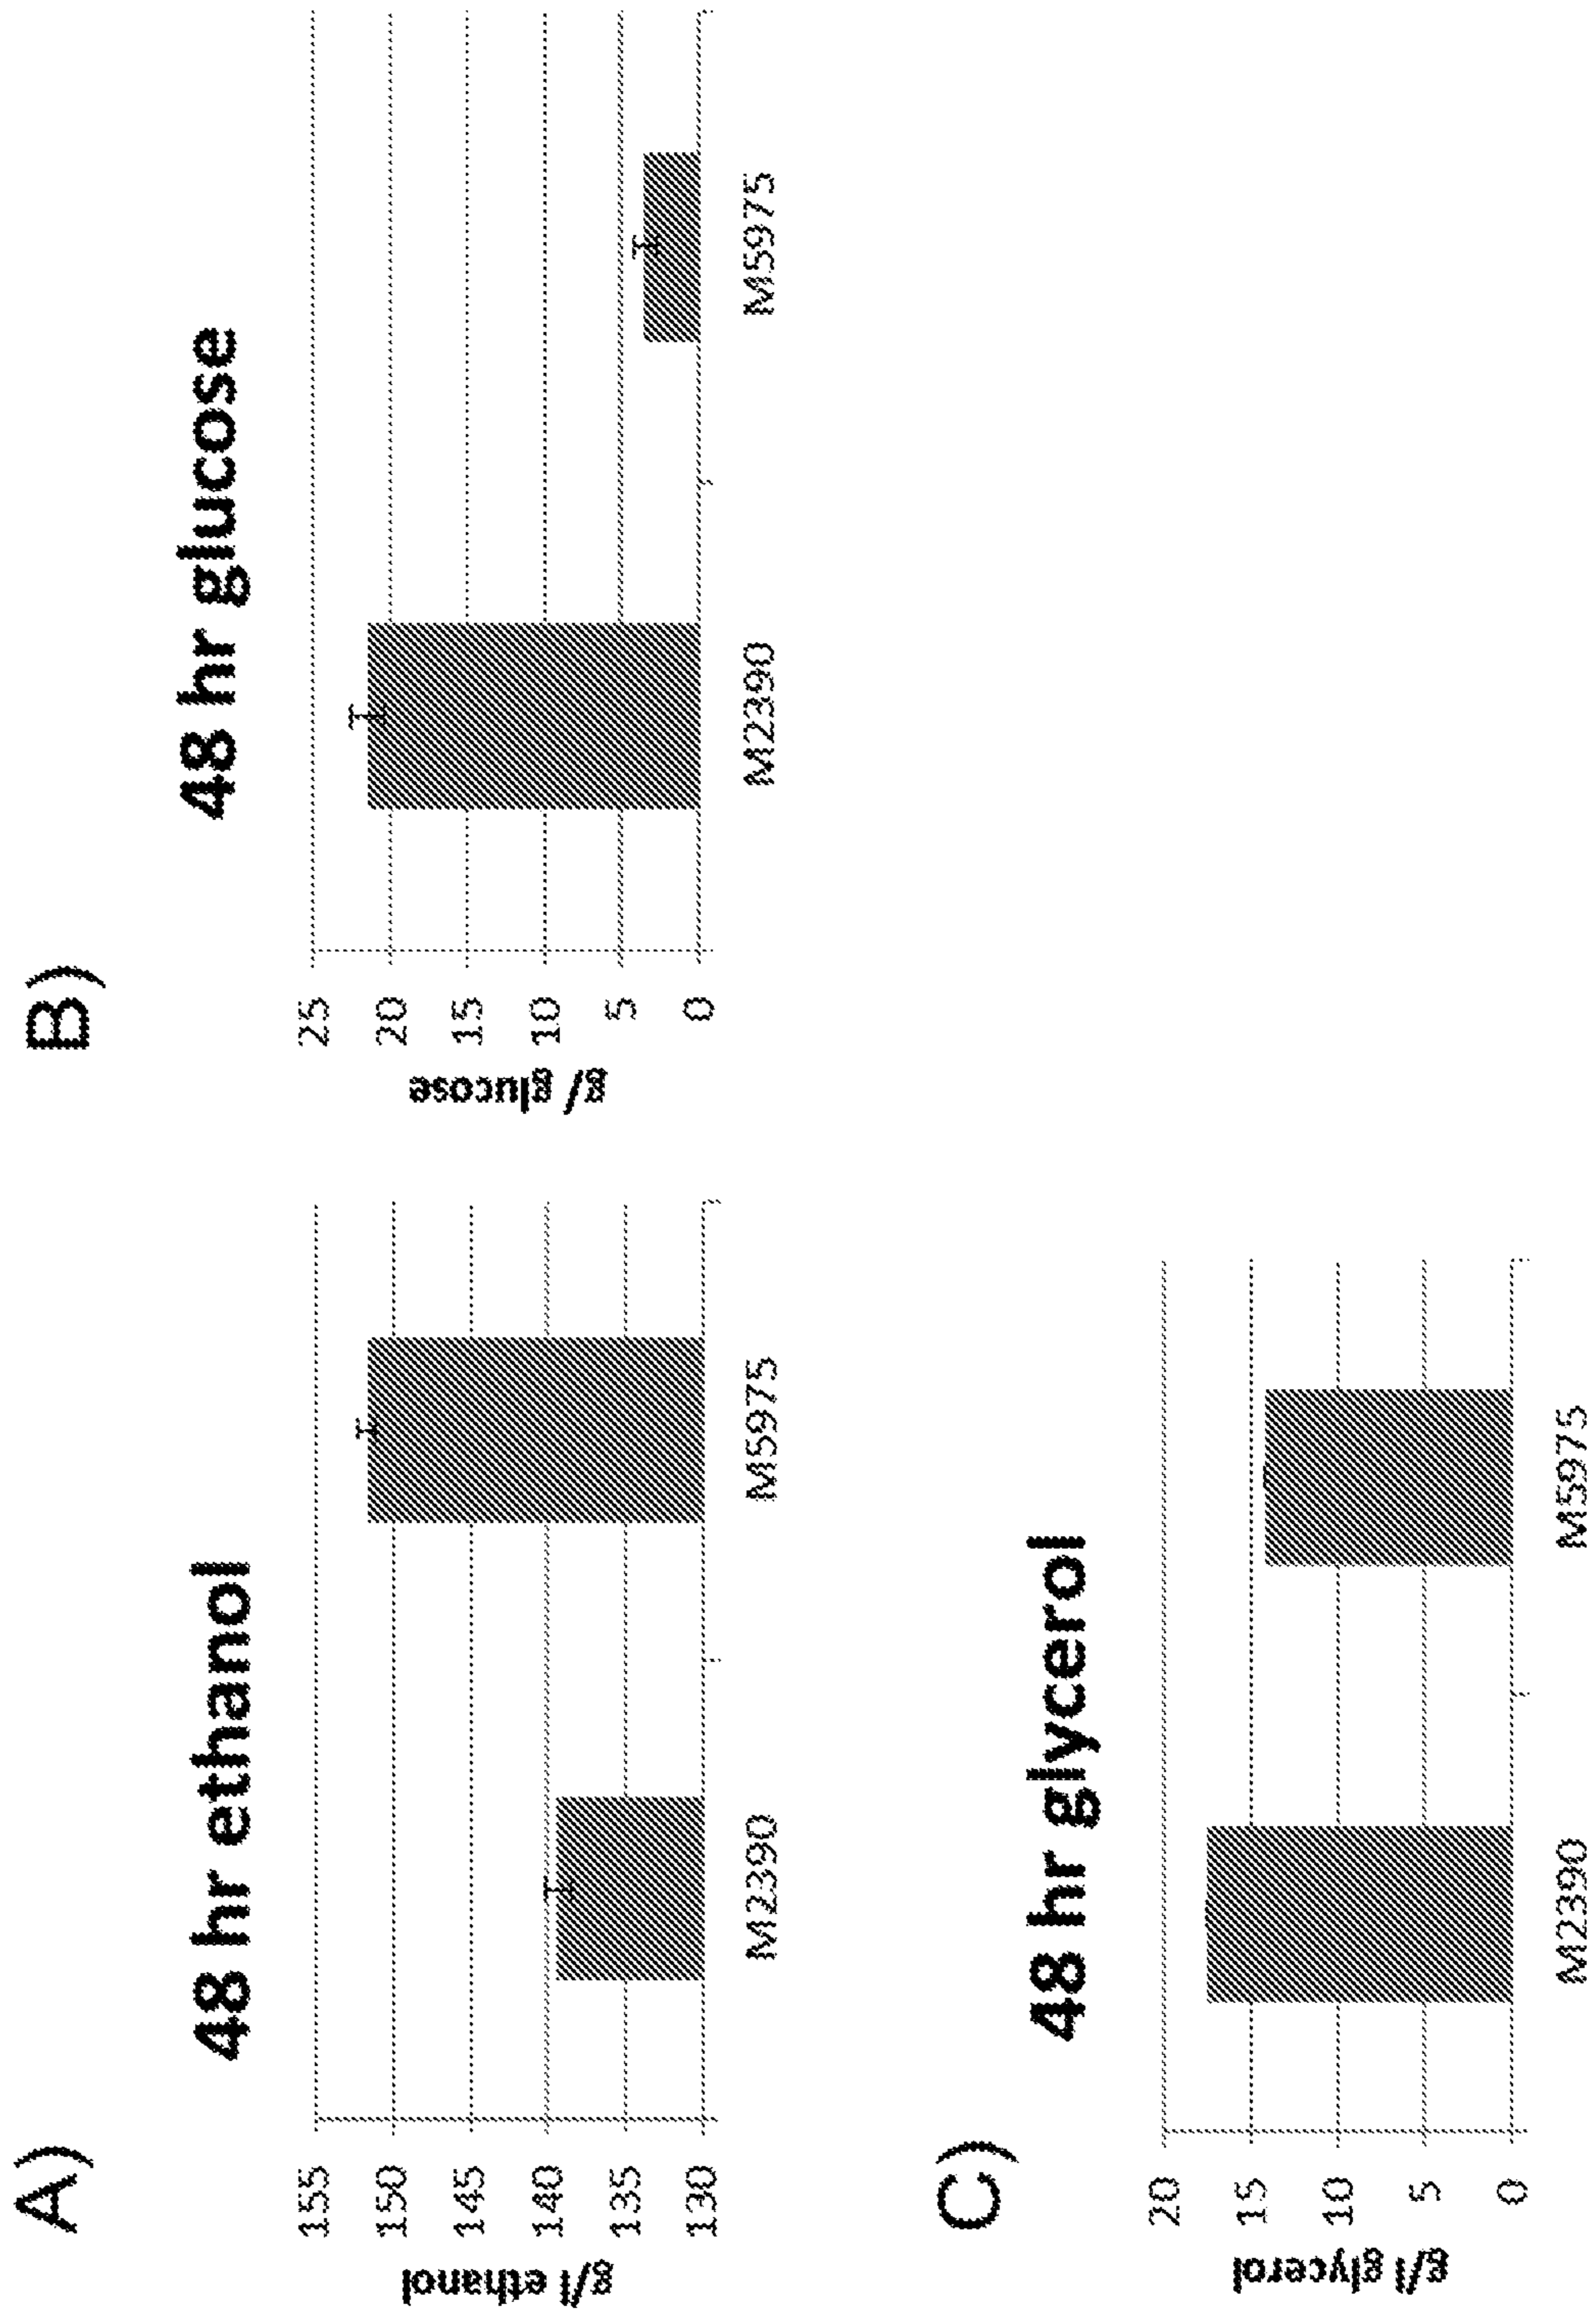 A)
48 hr ethanol
g/l ethanol
155
150
145
140
135
130
M2390 M5975
B)
48 hr glucose
g/ glucose
25
20
15
10
5
0
M2390 M5975
C)
48 hr glycerol
g/l glycerol
20
15
10
5
0
M2390 M5975